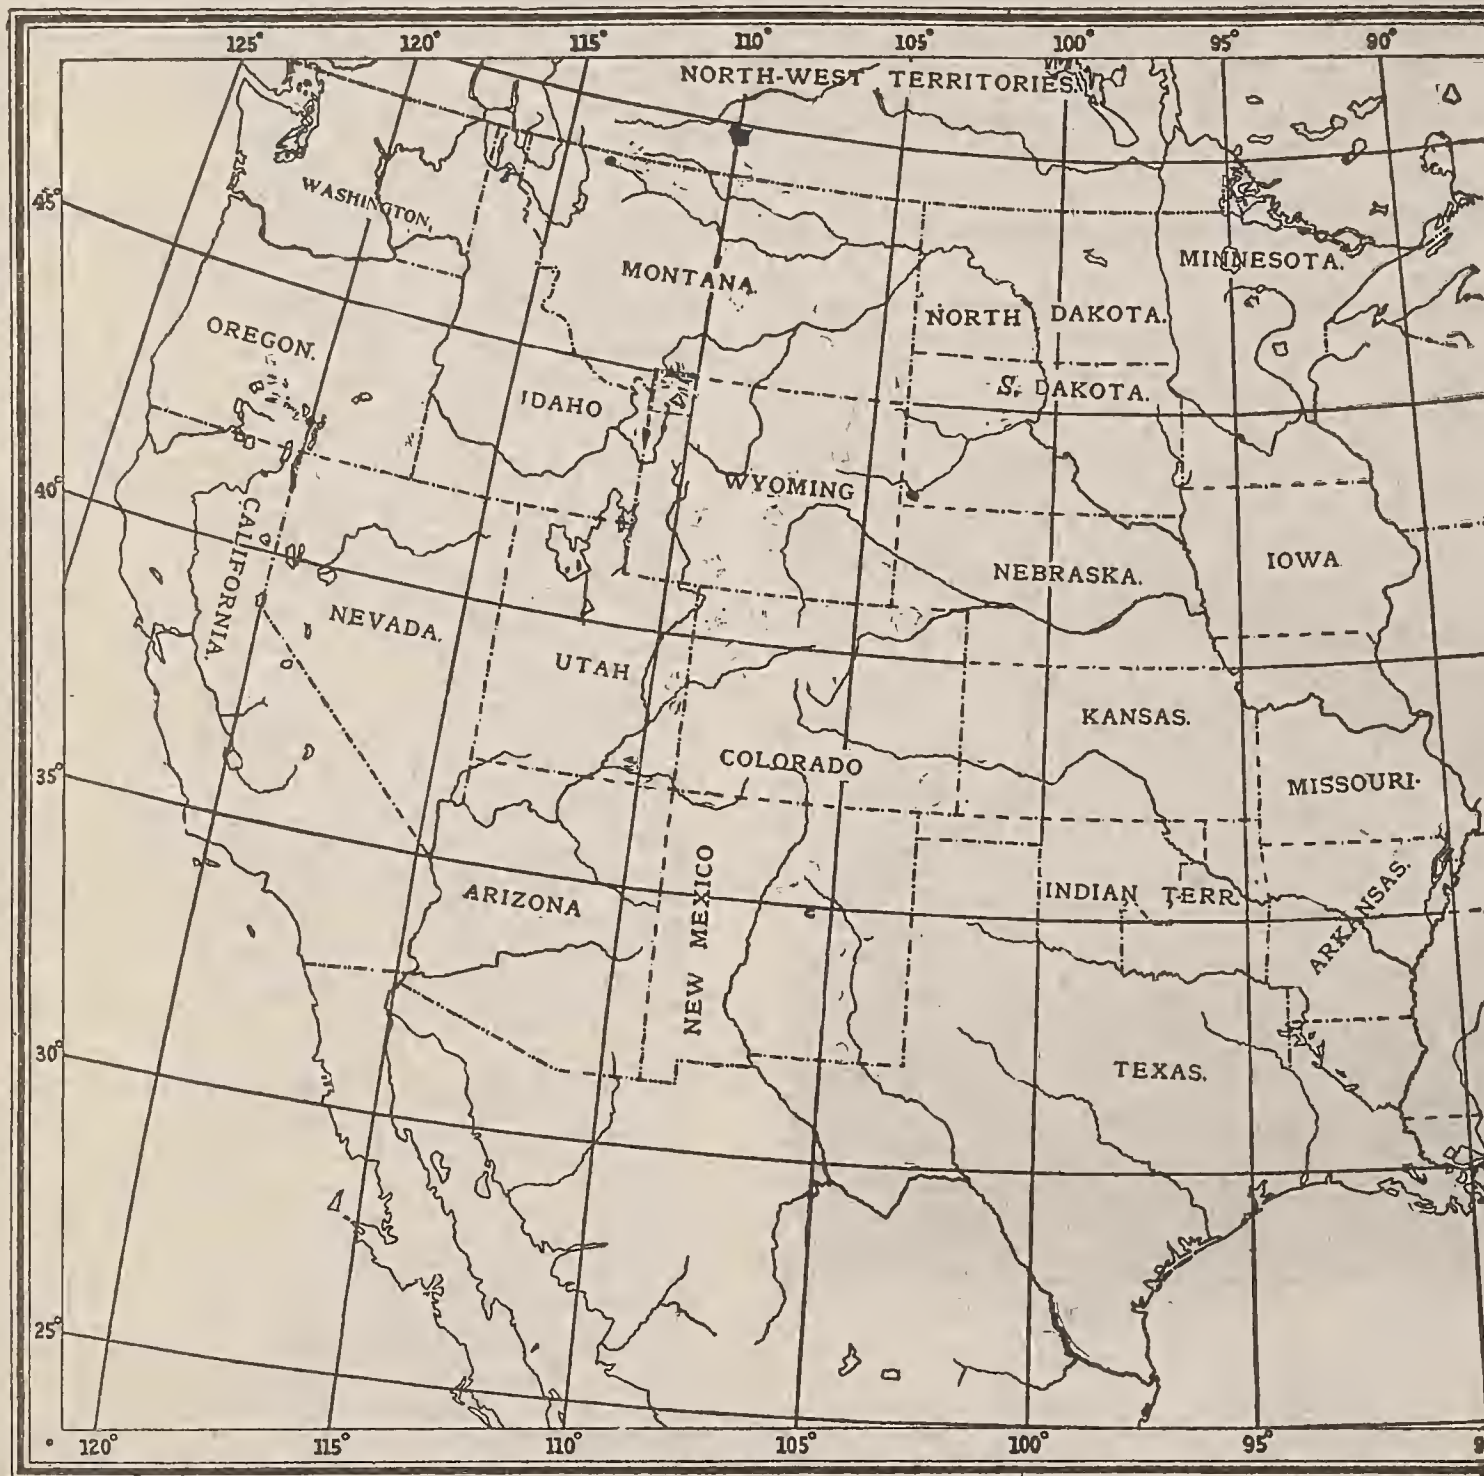 125° 120° 115° 110° 105° 100° 95° 90°
NORTH-WEST TERRITORIES.
45°
WASHINGTON.
MONTANA.
MINNESOTA.
OREGON.
NORTH DAKOTA.
IDAHO
S. DAKOTA.
40°
WYOMING
CALIFORNIA.
NEBRASKA.
IOWA
NEVADA.
UTAH
KANSAS.
35°
COLORADO
MISSOURI.
ARIZONA
NEW MEXICO
INDIAN TERR.
ARKANSAS.
30°
TEXAS.
25°
120° 115° 110° 105° 100° 95°